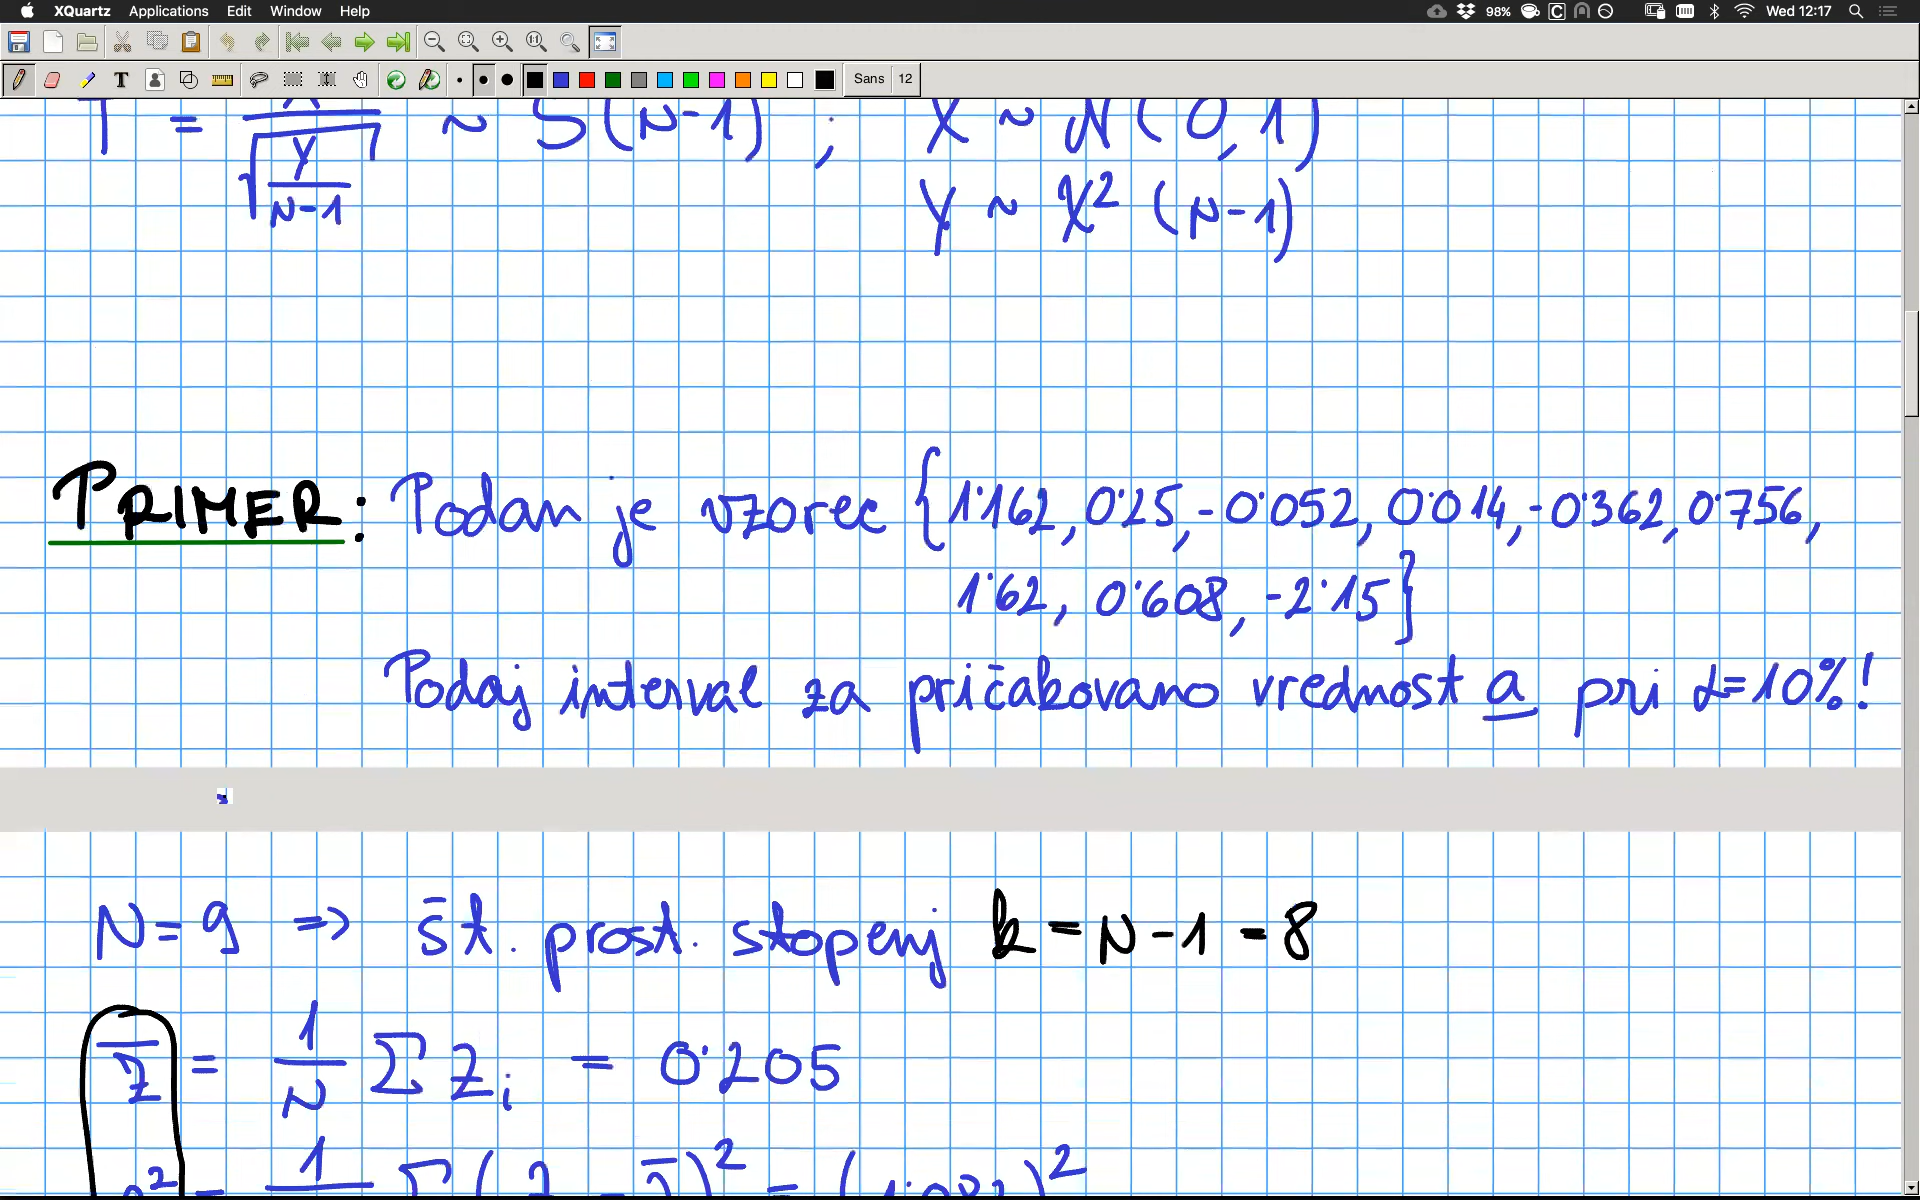 XQuartz Applications Edit Window Help 98% Wed 12:17
T Sans 12
T = X / √(Y / N-1) ~ S(N-1) ; X ~ N(0,1)
Y ~ χ² (N-1)
PRIMER: Podan je vzorec {1.162, 0.25, -0.052, 0.014, -0.362, 0.756,
1.62, 0.608, -2.15}
Podaj interval za pričakovano vrednost a pri α=10%!
N = 9 => št. prost. stopenj k = N-1 = 8
z̄ = 1/N Σ zᵢ = 0.205